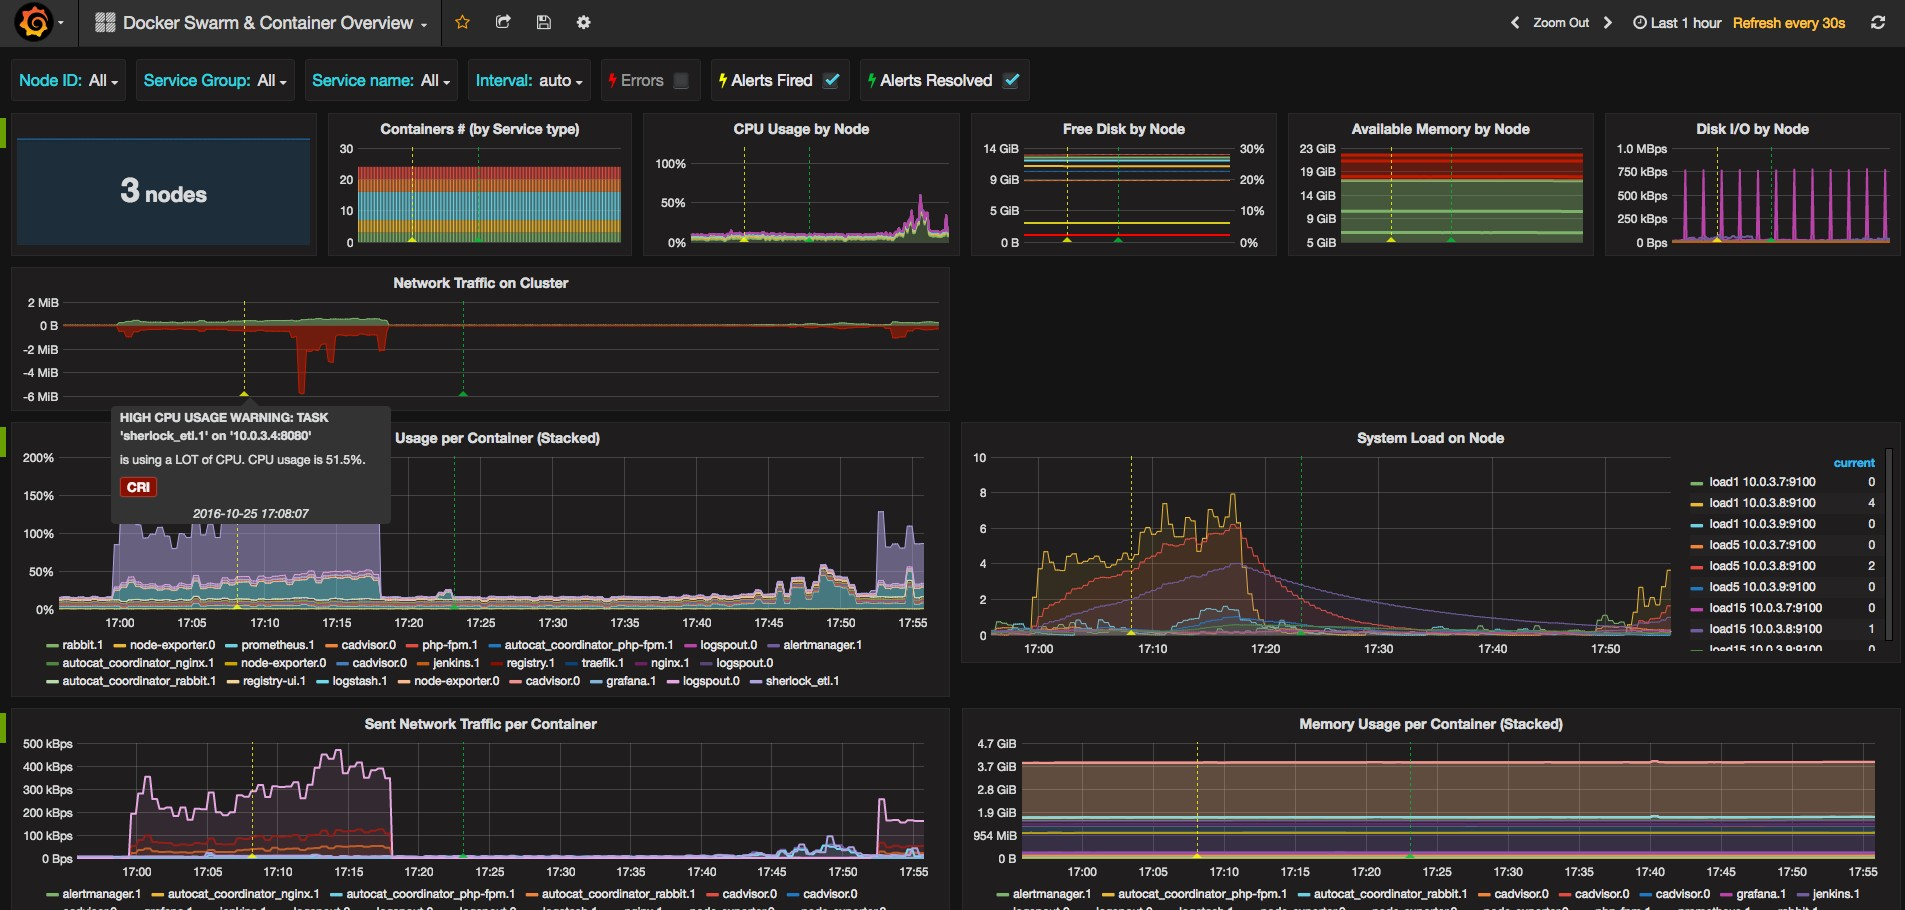 Docker Swarm & Container Overview
Zoom Out
Last 1 hour
Refresh every 30s
Node ID: All
Service Group: All
Service name: All
Interval: auto
Errors
Alerts Fired
Alerts Resolved
3 nodes
Containers # (by Service type)
30
20
10
0
CPU Usage by Node
100%
50%
0%
Free Disk by Node
14 GiB
9 GiB
5 GiB
0 B
30%
20%
10%
0%
Available Memory by Node
23 GiB
19 GiB
14 GiB
9 GiB
5 GiB
Disk I/O by Node
1.0 MBps
750 kBps
500 kBps
250 kBps
0 Bps
Network Traffic on Cluster
2 MiB
0 B
-2 MiB
-4 MiB
-6 MiB
HIGH CPU USAGE WARNING: TASK
'sherlock_etl.1' on '10.0.3.4:8080'
is using a LOT of CPU. CPU usage is 51.5%.
CRI
2016-10-25 17:08:07
Usage per Container (Stacked)
200%
150%
100%
50%
0%
17:00 17:05 17:10 17:15 17:20 17:25 17:30 17:35 17:40 17:45 17:50 17:55
rabbit.1 node-exporter.0 prometheus.1 cadvisor.0 php-fpm.1 autocat_coordinator_php-fpm.1 logspout.0 alertmanager.1
autocat_coordinator_nginx.1 node-exporter.0 cadvisor.0 jenkins.1 registry.1 traefik.1 nginx.1 logspout.0
autocat_coordinator_rabbit.1 registry-ui.1 logstash.1 node-exporter.0 cadvisor.0 grafana.1 logspout.0 sherlock_etl.1
System Load on Node
10
8
6
4
2
0
17:00 17:10 17:20 17:30 17:40 17:50
current
load1 10.0.3.7:9100 0
load1 10.0.3.8:9100 4
load1 10.0.3.9:9100 0
load5 10.0.3.7:9100 0
load5 10.0.3.8:9100 2
load5 10.0.3.9:9100 0
load15 10.0.3.7:9100 0
load15 10.0.3.8:9100 1
load15 10.0.3.9:9100 0
Sent Network Traffic per Container
500 kBps
400 kBps
300 kBps
200 kBps
100 kBps
0 Bps
17:00 17:05 17:10 17:15 17:20 17:25 17:30 17:35 17:40 17:45 17:50 17:55
alertmanager.1 autocat_coordinator_nginx.1 autocat_coordinator_php-fpm.1 autocat_coordinator_rabbit.1 cadvisor.0 cadvisor.0
Memory Usage per Container (Stacked)
4.7 GiB
3.7 GiB
2.8 GiB
1.9 GiB
954 MiB
0 B
17:00 17:05 17:10 17:15 17:20 17:25 17:30 17:35 17:40 17:45 17:50 17:55
alertmanager.1 autocat_coordinator_php-fpm.1 autocat_coordinator_rabbit.1 cadvisor.0 cadvisor.0 cadvisor.0 grafana.1 jenkins.1